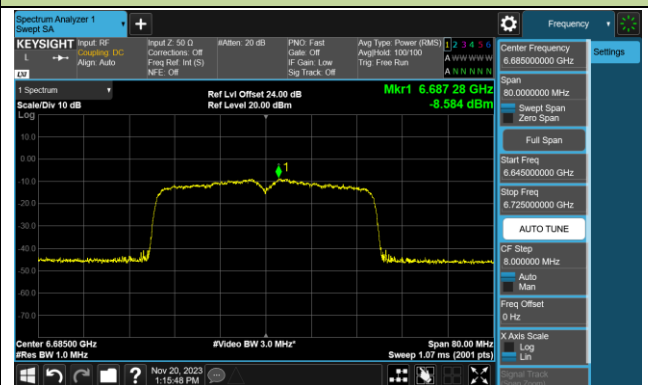 Spectrum Analyzer 1
Swept SA
Frequency
KEYSIGHT
Input: RF
Coupling: DC
Align: Auto
Input Z: 50 Ω
Corrections: Off
Freq Ref: Int (S)
NFE: Off
#Atten: 20 dB
PNO: Fast
Gate: Off
IF Gain: Low
Sig Track: Off
Avg Type: Power (RMS)
Avg|Hold: 100/100
Trig: Free Run
1 2 3 4 5 6
A W W W W W
A N N N N N
L
LXI
1 Spectrum
Scale/Div 10 dB
Log
Ref Lvl Offset 24.00 dB
Ref Level 20.00 dBm
Mkr1 6.687 28 GHz
-8.584 dBm
10.0
0.00
-10.0
-20.0
-30.0
-40.0
-50.0
-60.0
-70.0
1
Center 6.68500 GHz
#Res BW 1.0 MHz
#Video BW 3.0 MHz*
Span 80.00 MHz
Sweep 1.07 ms (2001 pts)
Nov 20, 2023
1:15:48 PM
Center Frequency
6.685000000 GHz
Settings
Span
80.0000000 MHz
Swept Span
Zero Span
Full Span
Start Freq
6.645000000 GHz
Stop Freq
6.725000000 GHz
AUTO TUNE
CF Step
8.000000 MHz
Auto
Man
Freq Offset
0 Hz
X Axis Scale
Log
Lin
Signal Track
(Span Zoom)